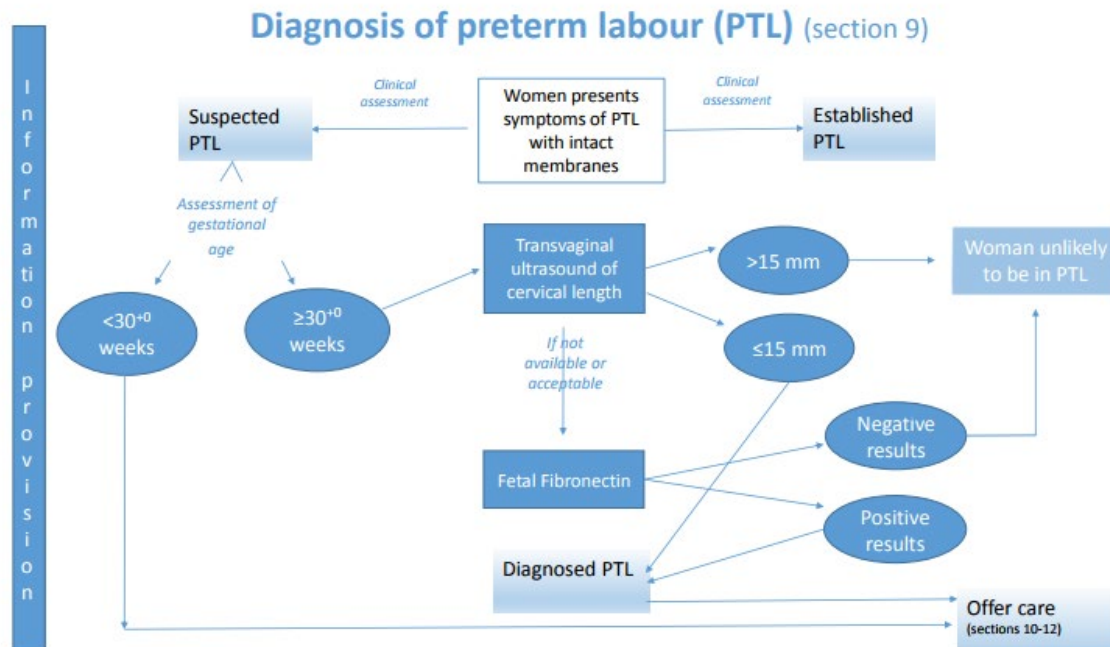 Diagnosis of preterm labour (PTL) (section 9)
Information provision
Clinical
assessment
Women presents
symptoms of PTL
with intact
membranes
Clinical
assessment
Suspected
PTL
Established
PTL
Assessment of
gestational
age
<30+0
weeks
≥30+0
weeks
Transvaginal
ultrasound of
cervical length
>15 mm
Woman unlikely
to be in PTL
≤15 mm
If not
available or
acceptable
Fetal Fibronectin
Negative
results
Positive
results
Diagnosed PTL
Offer care
(sections 10-12)